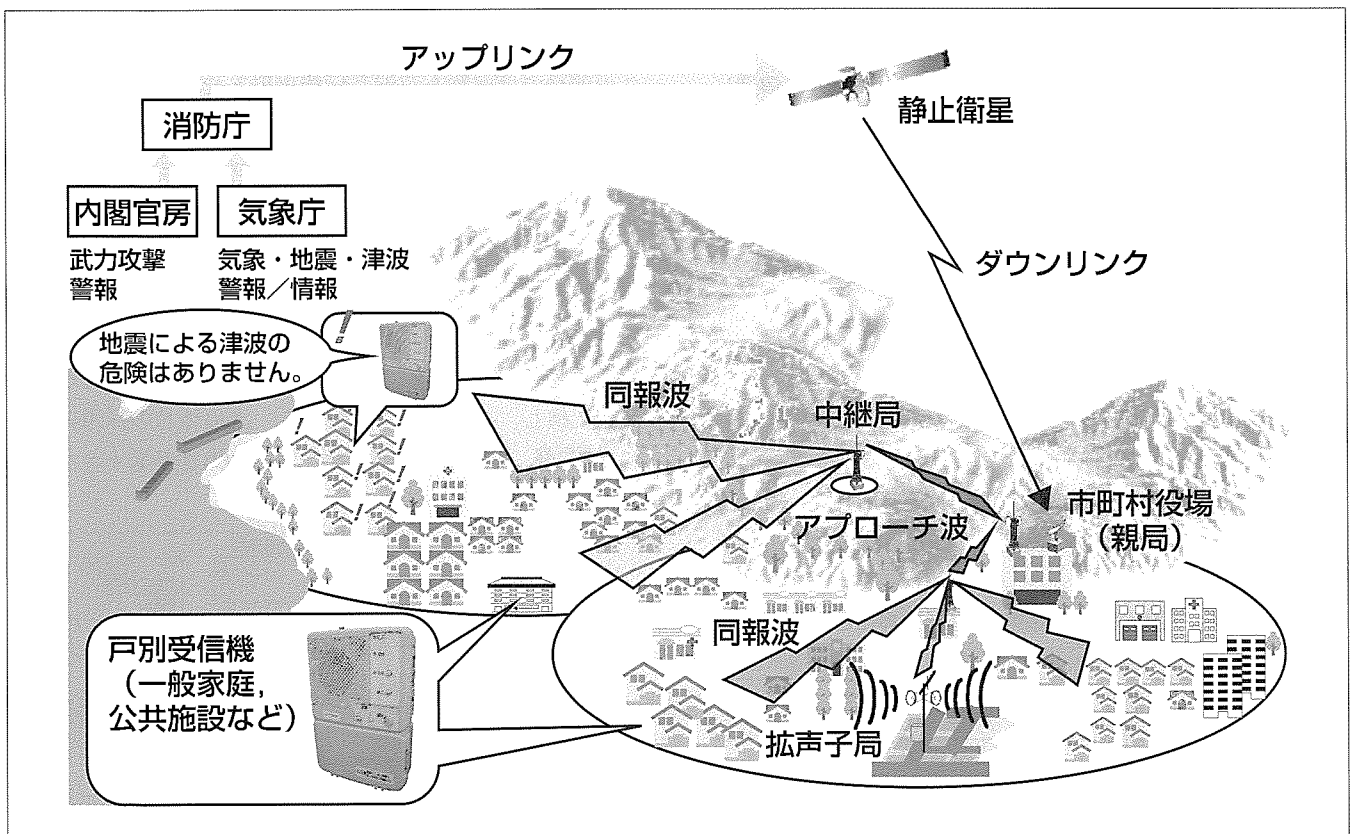 アップリンク
静止衛星
消防庁
内閣官房
気象庁
武力攻撃
警報
気象・地震・津波
警報／情報
ダウンリンク
地震による津波の
危険はありません。
同報波
中継局
アプローチ波
市町村役場
（親局）
戸別受信機
（一般家庭，
公共施設など）
同報波
拡声子局